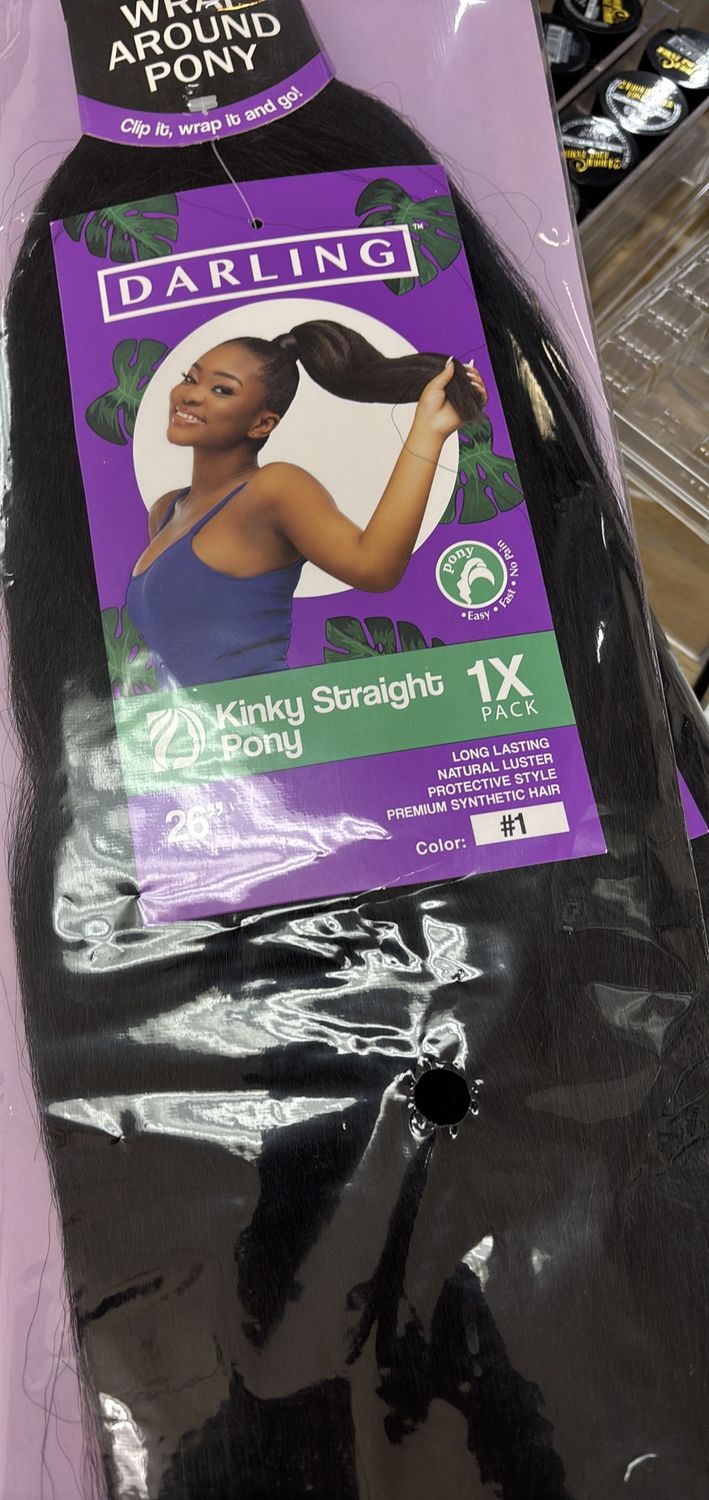 AROUND
PONY
Clip it, wrap it and go!
DARLING™
pony
•Easy • Fast • No Pain
Kinky Straight
Pony
1X
PACK
LONG LASTING
NATURAL LUSTER
PROTECTIVE STYLE
PREMIUM SYNTHETIC HAIR
26”
Color: #1